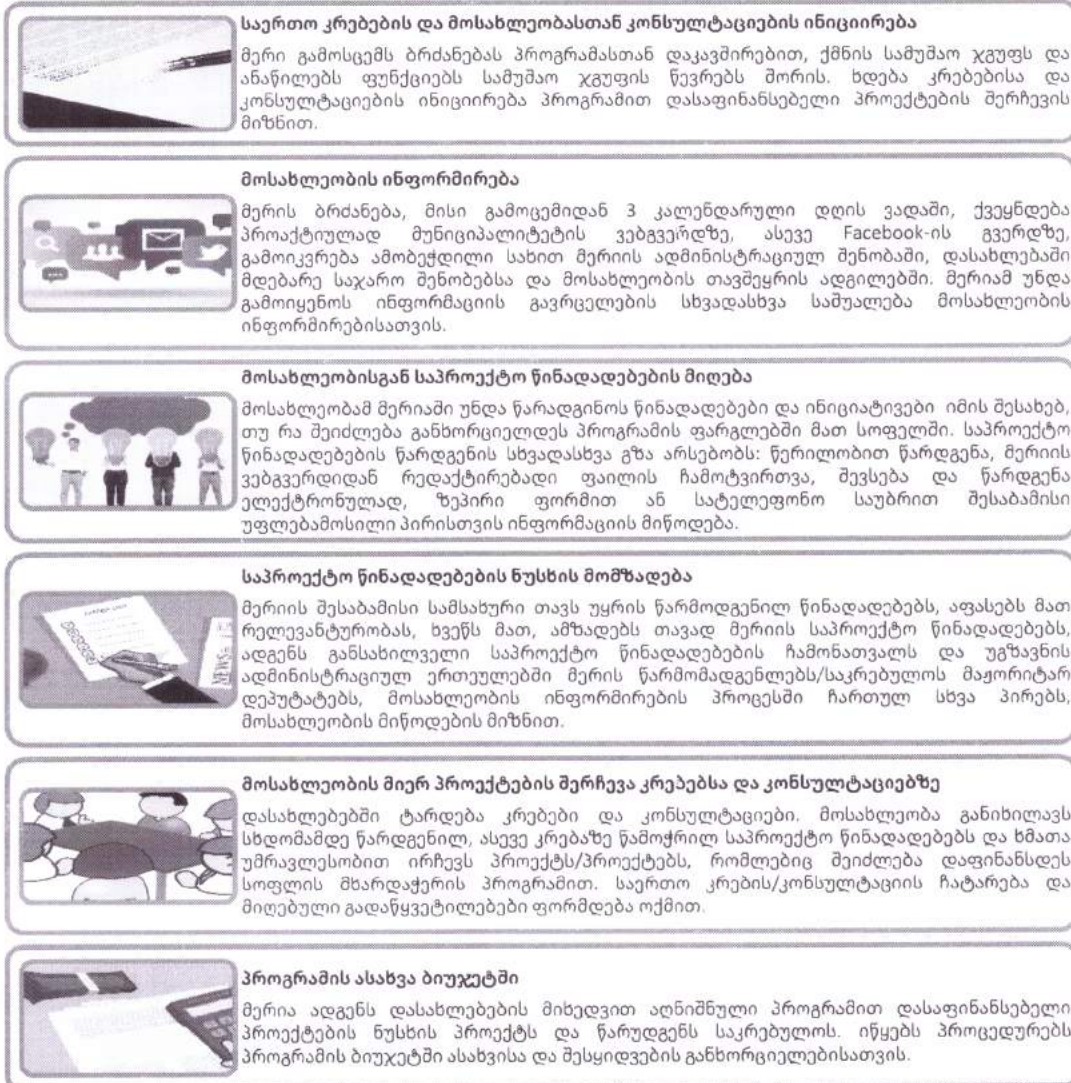 საერთო კრებების და მოსახლეობასთან კონსულტაციების ინიციირება
მერი გამოსცემს ბრძანებას პროგრამასთან დაკავშირებით, ქმნის სამუშაო ჯგუფს და
ანაწილებს ფუნქციებს სამუშაო ჯგუფის წევრებს შორის. ხდება კრებებისა და
კონსულტაციების ინიციირება პროგრამით დასაფინანსებელი პროექტების შერჩევის
მიზნით.
მოსახლეობის ინფორმირება
მერის ბრძანება, მისი გამოცემიდან 3 კალენდარული დღის ვადაში, ქვეყნდება
პროაქტიულად მუნიციპალიტეტის ვებგვერდზე, ასევე Facebook-ის გვერდზე,
გამოიკვრება ამობეჭდილი სახით მერიის ადმინისტრაციულ შენობაში, დასახლებაში
მდებარე საჯარო შენობებსა და მოსახლეობის თავშეყრის ადგილებში. მერიამ უნდა
გამოიყენოს ინფორმაციის გავრცელების სხვადასხვა საშუალება მოსახლეობის
ინფორმირებისათვის.
მოსახლეობისგან საპროექტო წინადადებების მიღება
მოსახლეობამ მერიაში უნდა წარადგინოს წინადადებები და ინიციატივები იმის შესახებ,
თუ რა შეიძლება განხორციელდეს პროგრამის ფარგლებში მათ სოფელში. საპროექტო
წინადადებების წარდგენის სხვადასხვა გზა არსებობს: წერილობით წარდგენა, მერიის
ვებგვერდიდან რედაქტირებადი ფაილის ჩამოტვირთვა, შევსება და წარდგენა
ელექტრონულად, ზეპირი ფორმით ან სატელეფონო საუბრით შესაბამისი
უფლებამოსილი პირისთვის ინფორმაციის მიწოდება.
საპროექტო წინადადებების ნუსხის მომზადება
მერიის შესაბამისი სამსახური თავს უყრის წარმოდგენილ წინადადებებს, აფასებს მათ
რელევანტურობას, ხვეწს მათ, ამზადებს თავად მერიის საპროექტო წინადადებებს,
ადგენს განსახილველი საპროექტო წინადადებების ჩამონათვალს და უგზავნის
ადმინისტრაციულ ერთეულებში მერის წარმომადგენლებს/საკრებულოს მაჟორიტარ
დეპუტატებს, მოსახლეობის ინფორმირების პროცესში ჩართულ სხვა პირებს,
მოსახლეობის მიწოდების მიზნით.
NEWS
მოსახლეობის მიერ პროექტების შერჩევა კრებებსა და კონსულტაციებზე
დასახლებებში ტარდება კრებები და კონსულტაციები. მოსახლეობა განიხილავს
სხდომამდე წარდგენილ, ასევე კრებაზე წამოჭრილ საპროექტო წინადადებებს და ხმათა
უმრავლესობით ირჩევს პროექტს/პროექტებს, რომლებიც შეიძლება დაფინანსდეს
სოფლის მხარდაჭერის პროგრამით. საერთო კრების/კონსულტაციის ჩატარება და
მიღებული გადაწყვეტილებები ფორმდება ოქმით.
პროგრამის ასახვა ბიუჯეტში
მერია ადგენს დასახლებების მიხედვით აღნიშნული პროგრამით დასაფინანსებელი
პროექტების ნუსხის პროექტს და წარუდგენს საკრებულოს. იწყებს პროცედურებს
პროგრამის ბიუჯეტში ასახვისა და შესყიდვების განხორციელებისათვის.